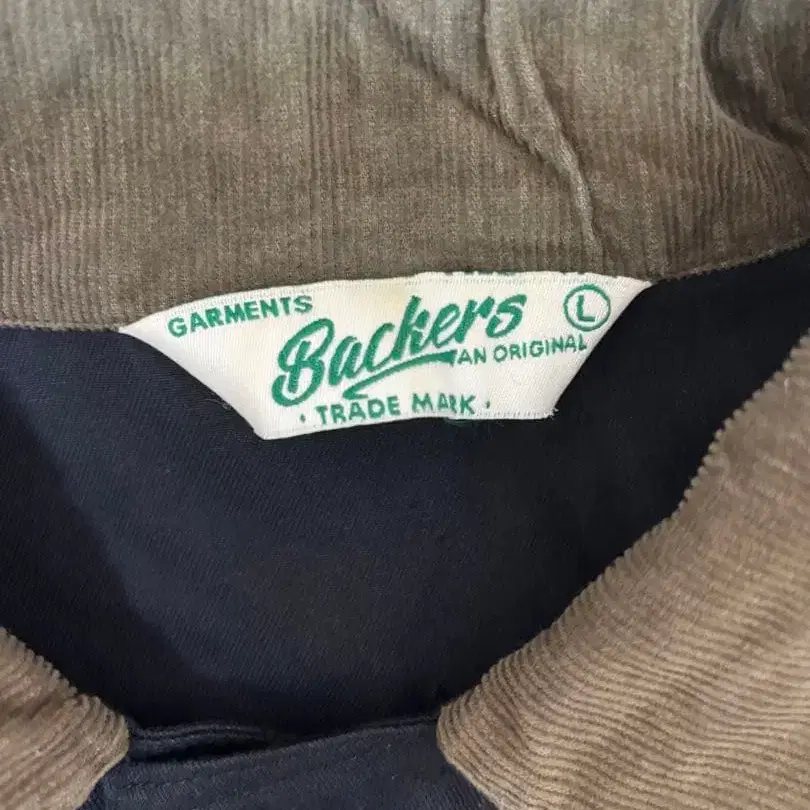 GARMENTS
Backers
L
AN ORIGINAL
· TRADE MARK ·